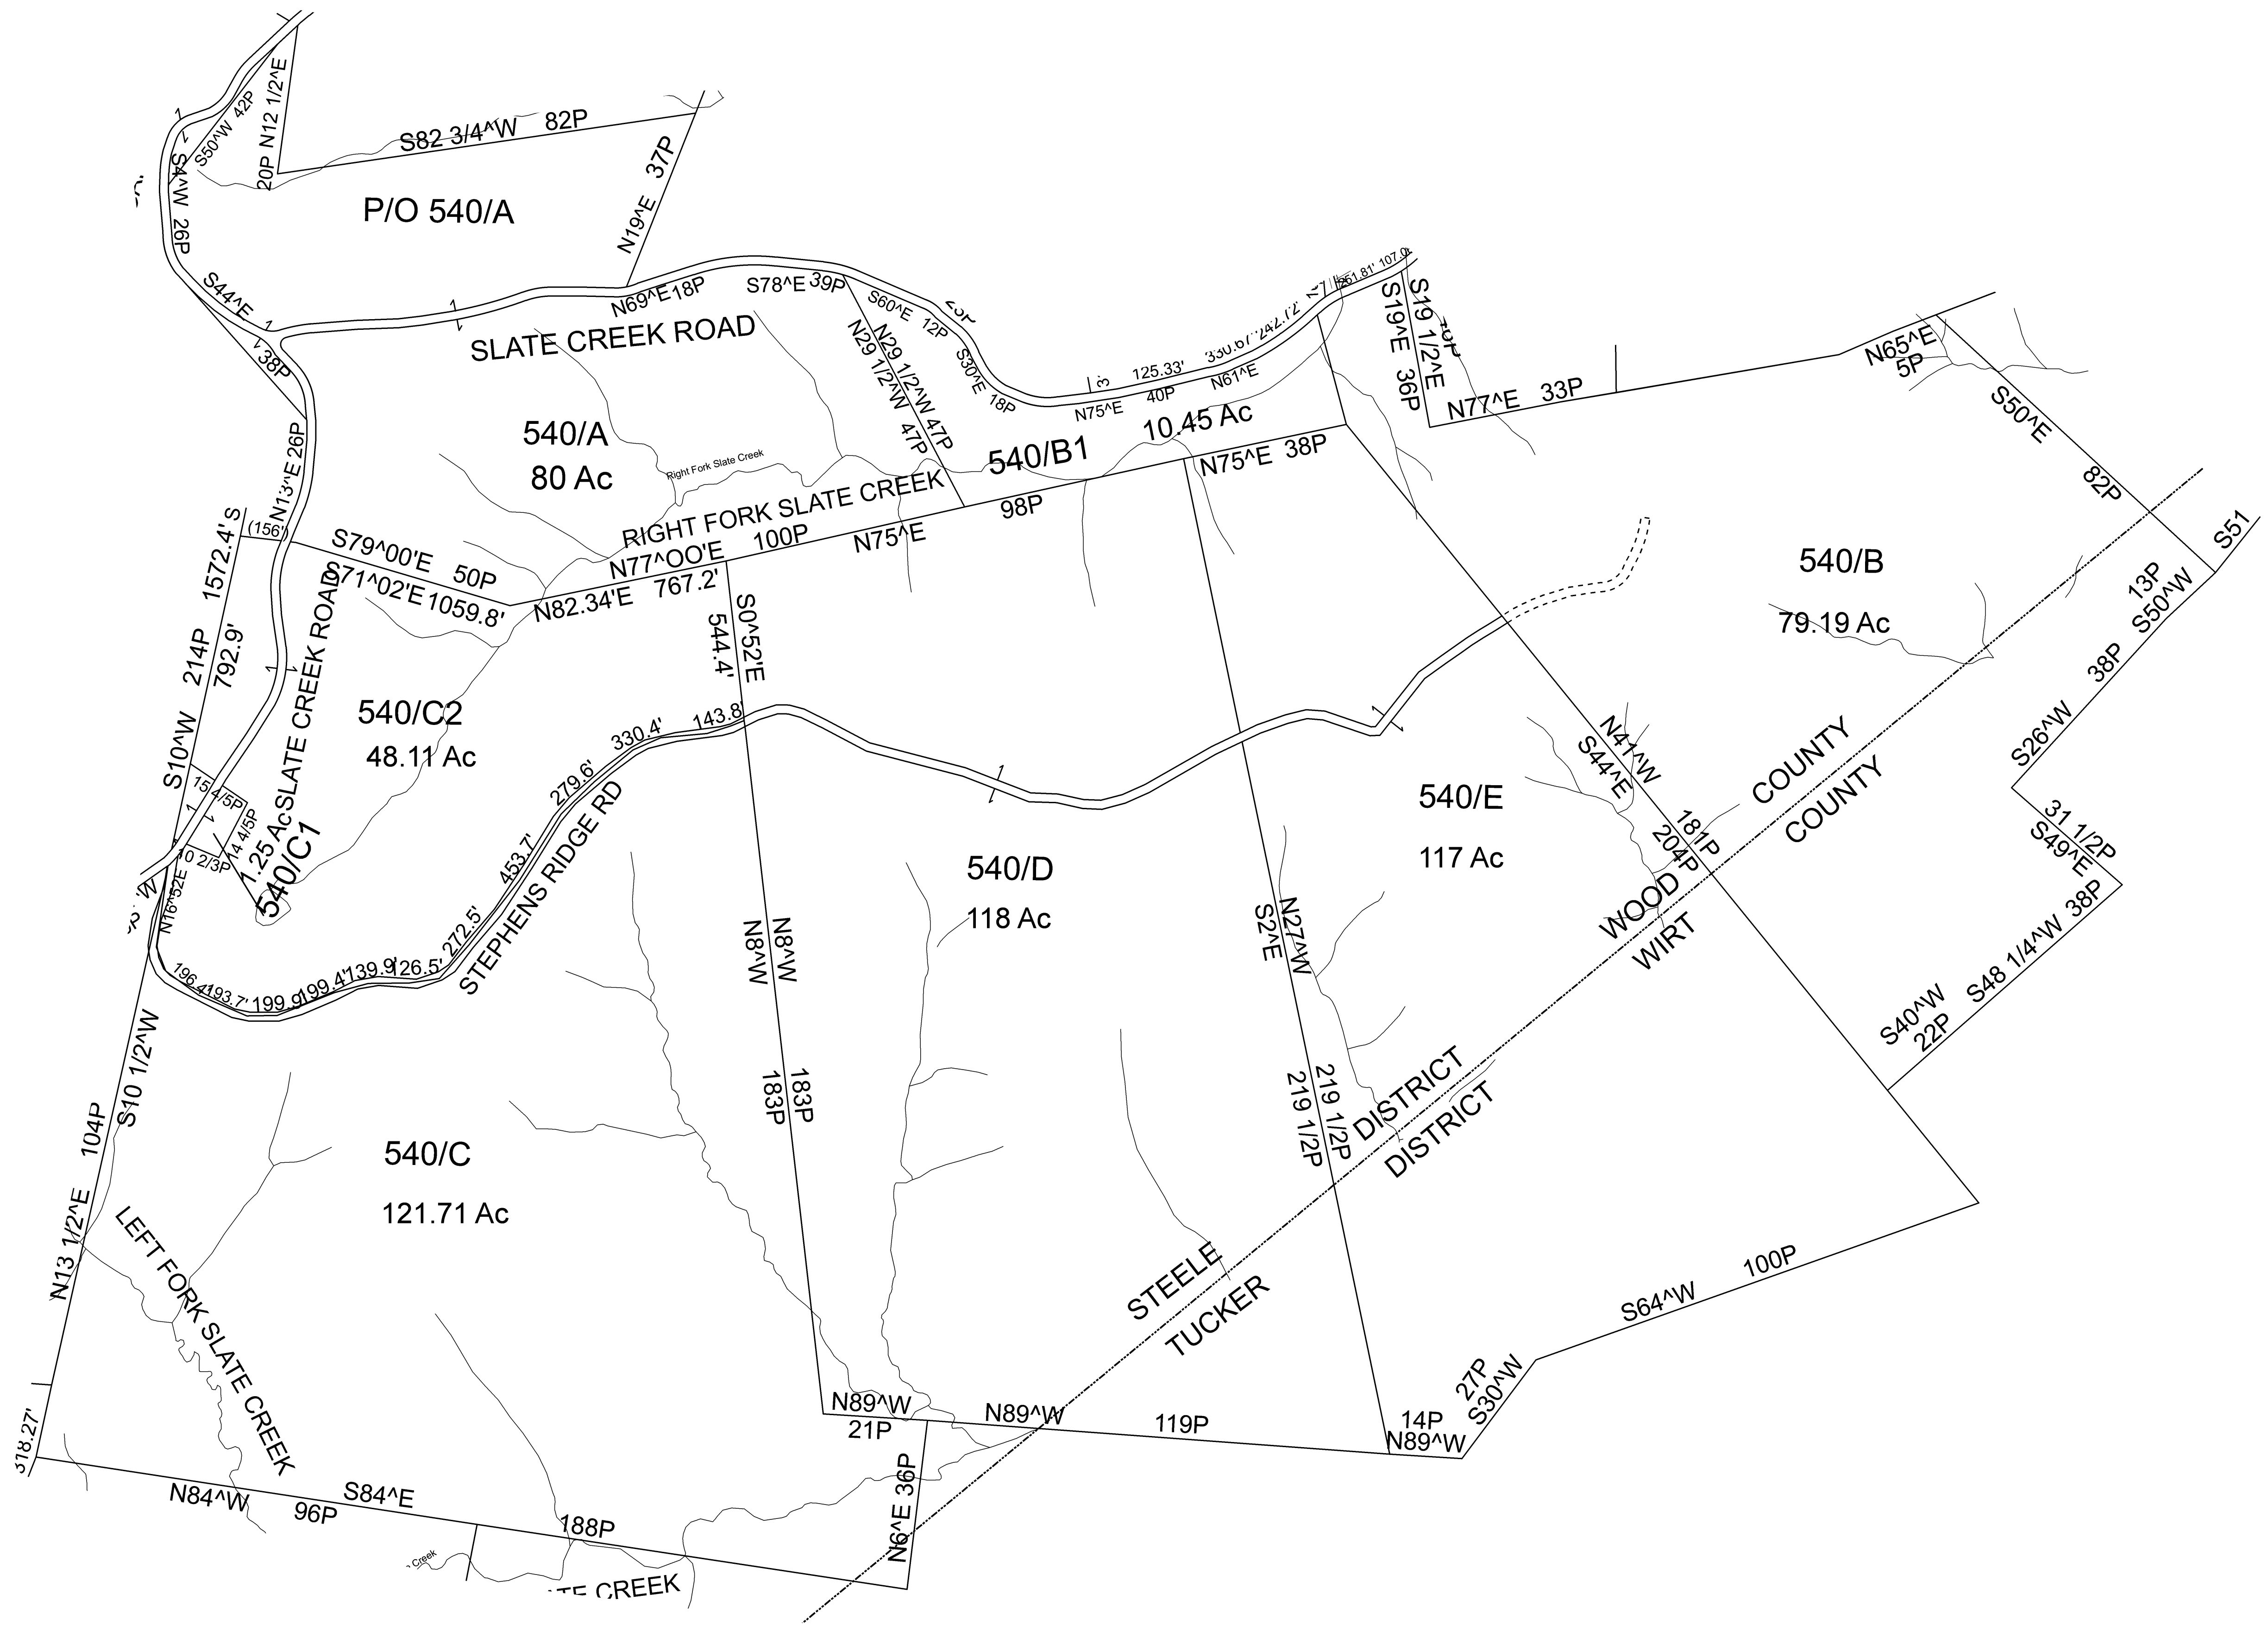 S50^W 42P
20P N12 1/2^E
S82 3/4^W 82P
N19^E 37P
P/O 540/A
S4^W 26P
S44^E
38P
N69^E 18P
S78^E 39P
S60^E 12P
S30^E 18P
SLATE CREEK ROAD
N29 1/2^W 47P
N29 1/2^W 47P
3'
125.33'
330.67'
242.72'
N75^E 40P
N61^E
S19^E 36P
S19 1/2^E
N77^E 33P
N65^E
5P
S50^E 82P
540/A
80 Ac
Right Fork Slate Creek
RIGHT FORK SLATE CREEK
540/B1
10.45 Ac
N75^E 38P
N77^OO'E 100P
N75^E 98P
N82.34'E 767.2'
N13^E 26P
(156')
S79^00'E 50P
S71^02'E 1059.8'
1572.4' S
S10^W 214P
792.9'
SLATE CREEK ROAD
540/C2
48.11 Ac
S0^52'E
544.4'
540/B
79.19 Ac
S51
13P
S50^W
S26^W 38P
31 1/2P
S49^E
S48 1/4^W 38P
S40^W
22P
15 4/5P
14 4/5P
10 2/3P
1.25 Ac
540/C1
N16^52E
196.4'
193.7'
199.9'
199.4'
139.9'
126.5'
272.5'
453.7'
279.6'
330.4'
143.8'
STEPHENS RIDGE RD
540/D
118 Ac
540/E
117 Ac
N41^W 181P
S44^E 204P
WOOD COUNTY
WIRT COUNTY
N8^W 183P
N8^W 183P
N27^W 219 1/2P
S2^E 219 1/2P
STEELE DISTRICT
TUCKER DISTRICT
S10 1/2^W
N13 1/2^E 104P
540/C
121.71 Ac
LEFT FORK SLATE CREEK
318.27'
N84^W 96P
S84^E 188P
N6^E 36P
N89^W
21P
N89^W 119P
14P
N89^W
27P
S30^W
S64^W 100P
Creek
CREEK